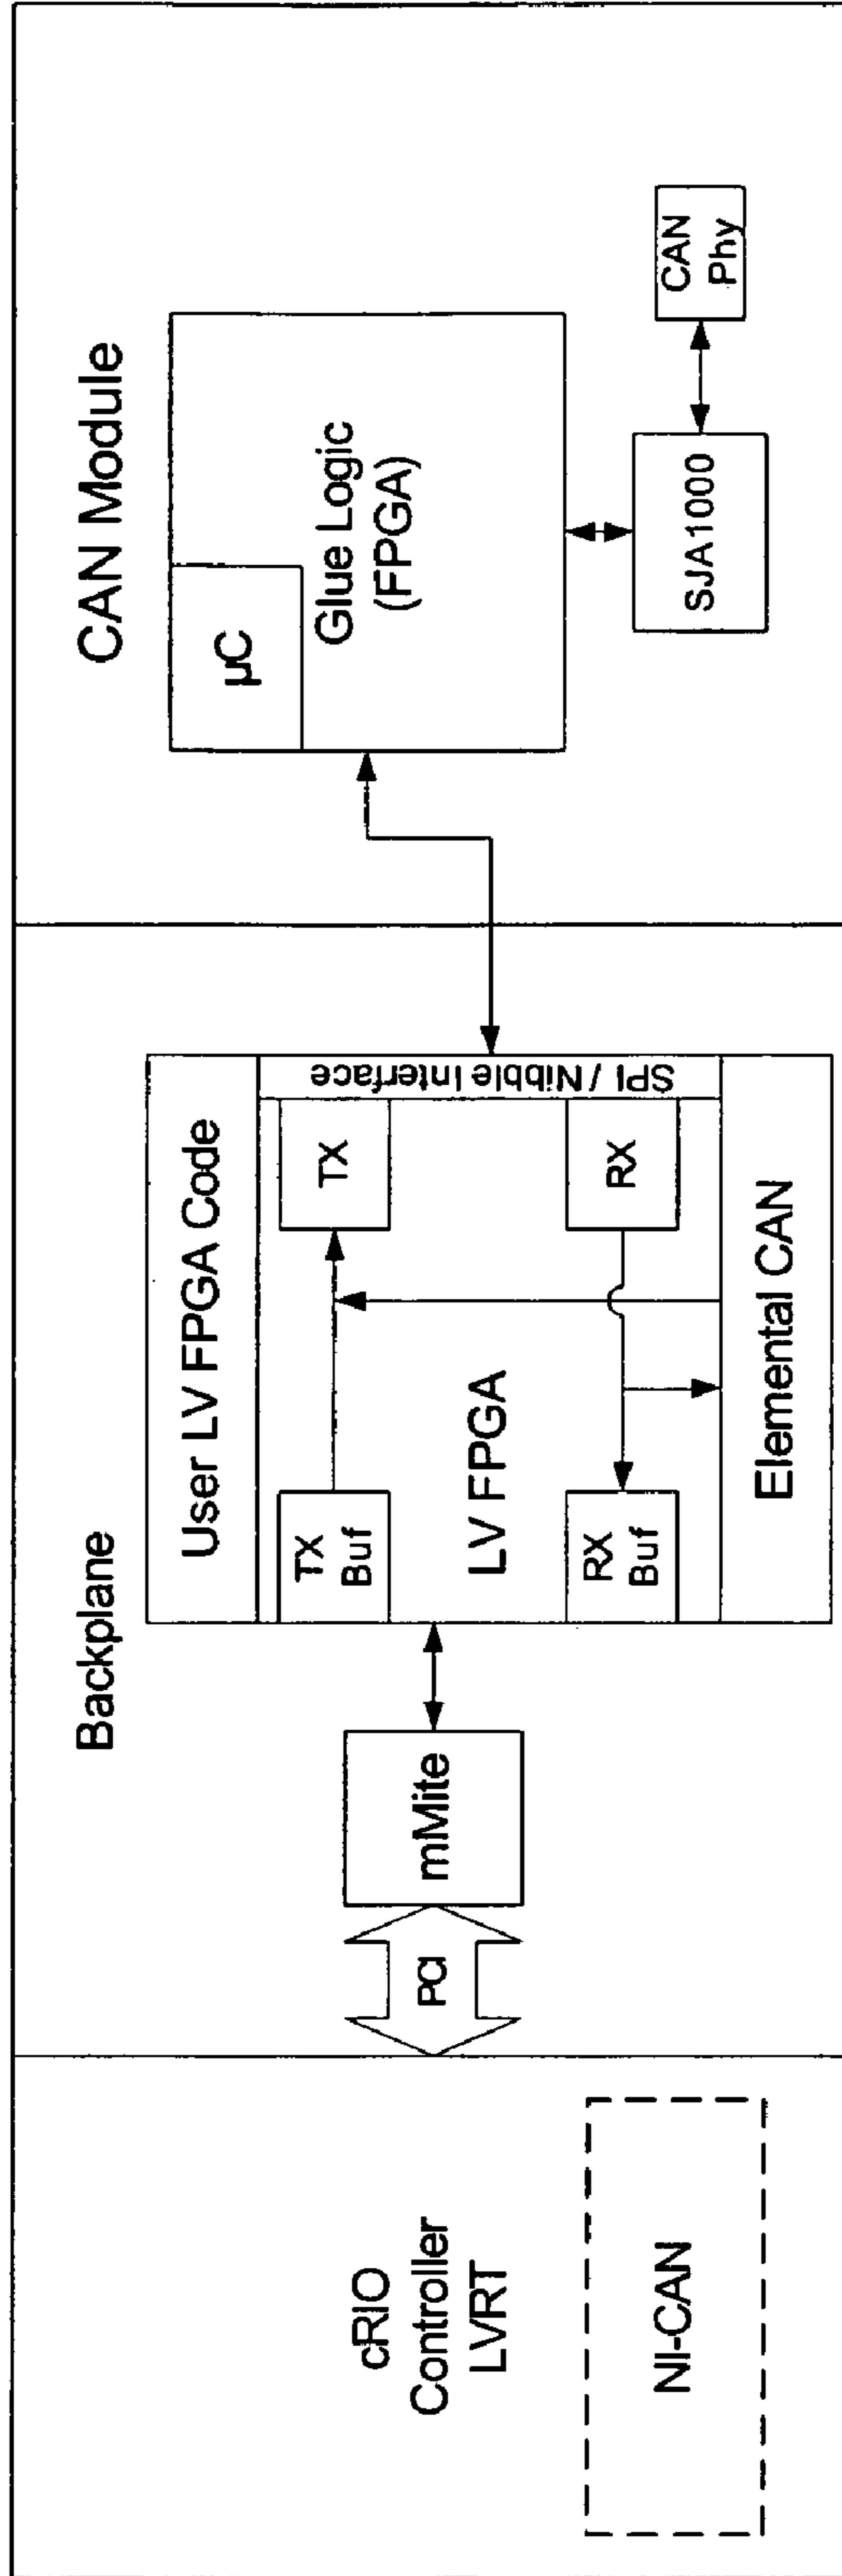 cRIO
Controller
LVRT
NI-CAN
PCI
Backplane
mMite
User LV FPGA Code
TX
Buf
TX
LV FPGA
RX
Buf
RX
SPI / Nibble Interface
Elemental CAN
CAN Module
µC
Glue Logic
(FPGA)
SJA1000
CAN
Phy